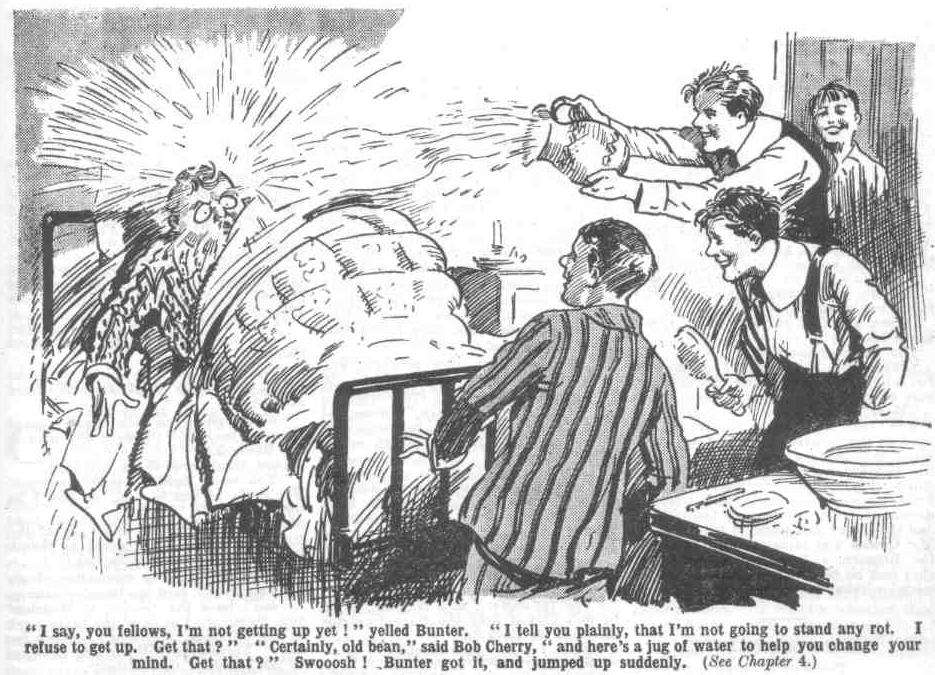 “ I say, you fellows, I’m not getting up yet ! ” yelled Bunter. “ I tell you plainly, that I’m not going to stand any rot. I
refuse to get up. Get that ? ” “ Certainly, old bean,” said Bob Cherry, “ and here’s a jug of water to help you change your
mind. Get that ? ” Swooosh ! Bunter got it, and jumped up suddenly. (See Chapter 4.)